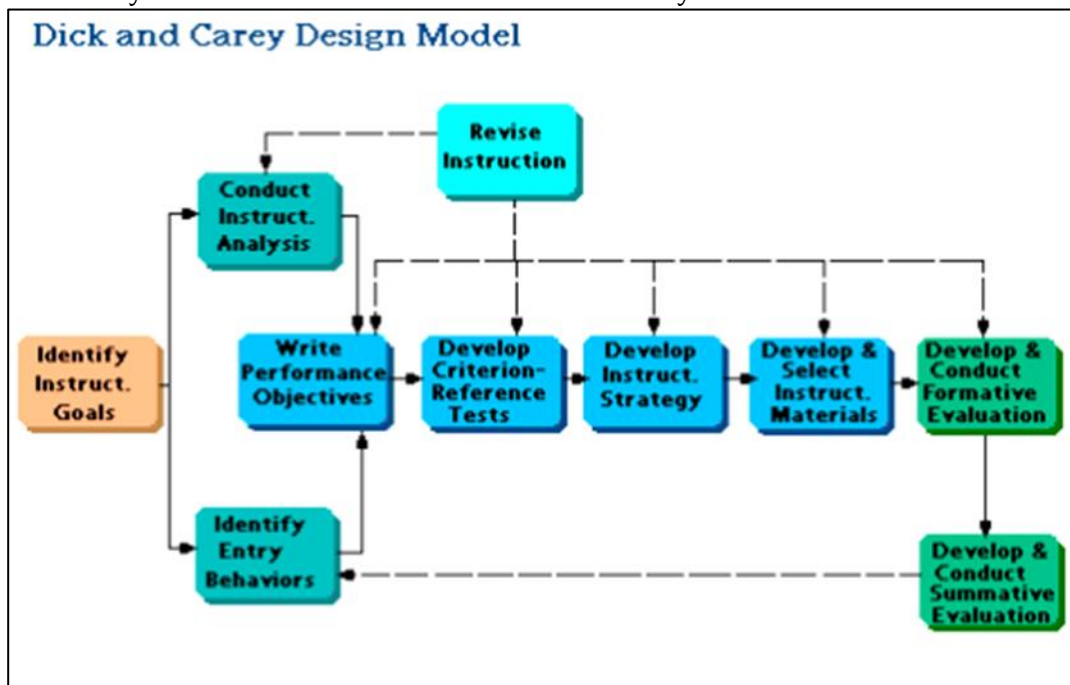 Dick and Carey Design Model
Revise
Instruction
Conduct
Instruct.
Analysis
Identify
Instruct.
Goals
Write
Performance
Objectives
Develop
Criterion-
Reference
Tests
Develop
Instruct.
Strategy
Develop &
Select
Instruct.
Materials
Develop &
Conduct
Formative
Evaluation
Identify
Entry
Behaviors
Develop &
Conduct
Summative
Evaluation